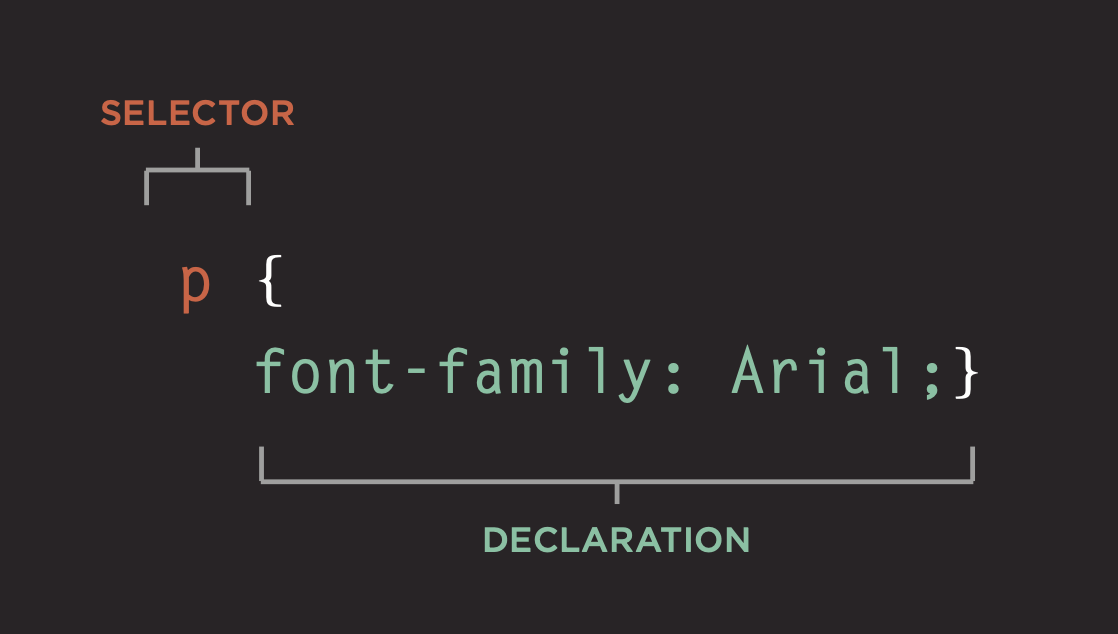 SELECTOR
p {
font-family: Arial;}
DECLARATION